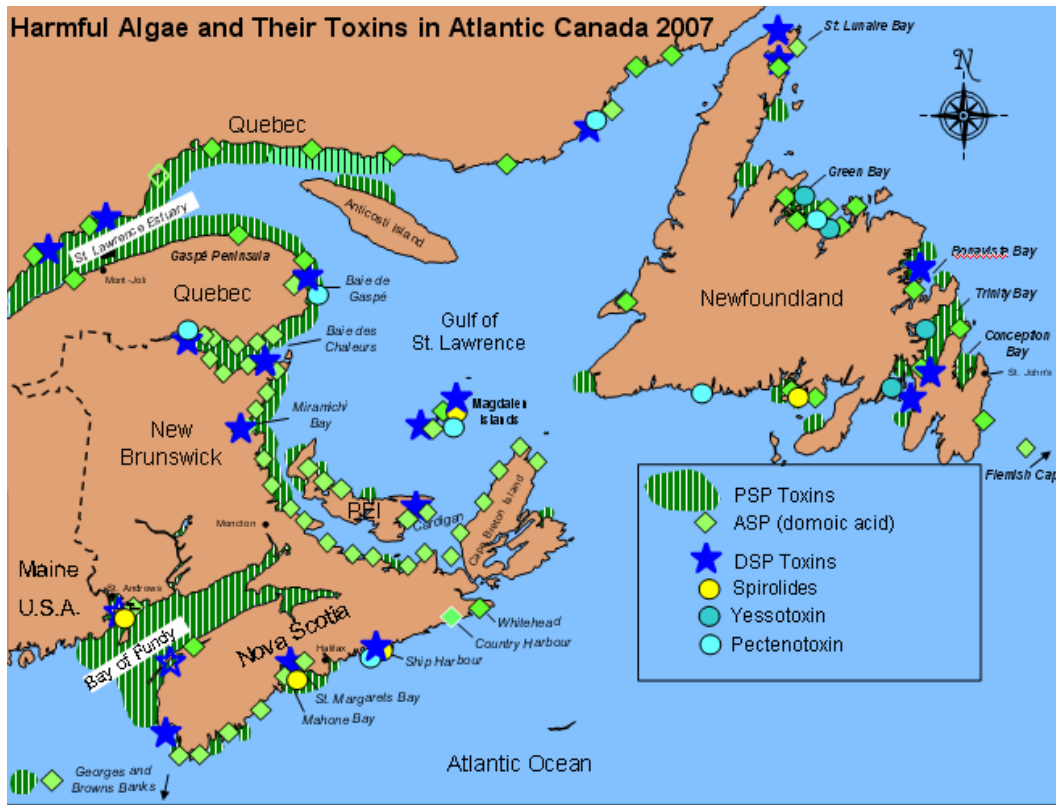 Harmful Algae and Their Toxins in Atlantic Canada 2007
St. Lunaire Bay
N
Quebec
Green Bay
Anticosti Island
St. Lawrence Estuary
Gaspé Peninsula
Mont-Joli
Quebec
Baie de
Gaspé
Bonavista Bay
Newfoundland
Trinity Bay
Gulf of
St. Lawrence
Baie des
Chaleurs
Conception
Bay
St. John's
Magdalen
Islands
Miramichi
Bay
New
Brunswick
Flemish Cap
PEI
Cardigan
Cape Breton Island
Moncton
PSP Toxins
ASP (domoic acid)
DSP Toxins
Spirolides
Yessotoxin
Pectenotoxin
Maine
U.S.A.
St. Andrews
Bay of Fundy
Nova Scotia
Halifax
Whitehead
Country Harbour
Ship Harbour
St. Margarets Bay
Mahone Bay
Atlantic Ocean
Georges and
Browns Banks